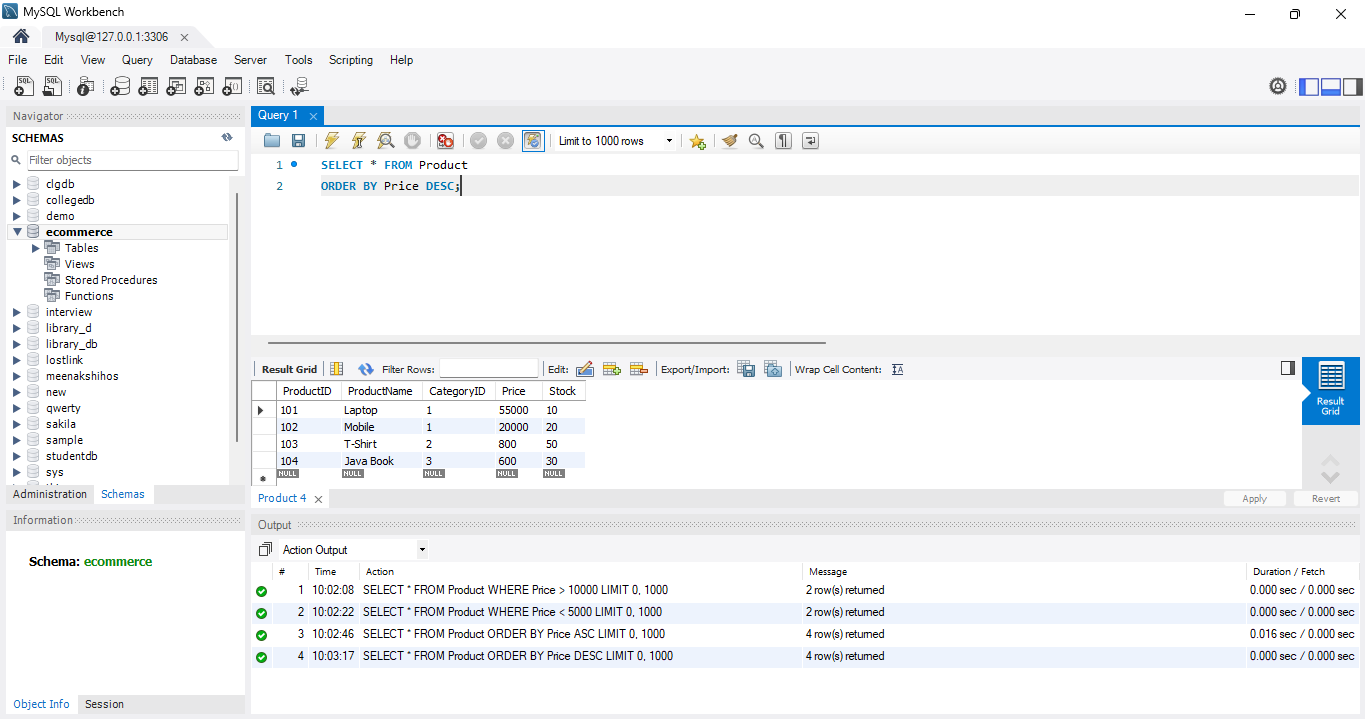 MySQL Workbench
Mysql@127.0.0.1:3306
File Edit View Query Database Server Tools Scripting Help
Navigator
SCHEMAS
Filter objects
clgdb
collegedb
demo
ecommerce
Tables
Views
Stored Procedures
Functions
interview
library_d
library_db
lostlink
meenakshihos
new
qwerty
sakila
sample
studentdb
sys
Administration Schemas
Information
Schema: ecommerce
Object Info Session
Query 1
Limit to 1000 rows
1 SELECT * FROM Product
2 ORDER BY Price DESC;
Result Grid Filter Rows: Edit: Export/Import: Wrap Cell Content:
ProductID ProductName CategoryID Price Stock
101 Laptop 1 55000 10
102 Mobile 1 20000 20
103 T-Shirt 2 800 50
104 Java Book 3 600 30
NULL NULL NULL NULL NULL
Result
Grid
Product 4 Apply Revert
Output
Action Output
# Time Action Message Duration / Fetch
1 10:02:08 SELECT * FROM Product WHERE Price > 10000 LIMIT 0, 1000 2 row(s) returned 0.000 sec / 0.000 sec
2 10:02:22 SELECT * FROM Product WHERE Price < 5000 LIMIT 0, 1000 2 row(s) returned 0.000 sec / 0.000 sec
3 10:02:46 SELECT * FROM Product ORDER BY Price ASC LIMIT 0, 1000 4 row(s) returned 0.016 sec / 0.000 sec
4 10:03:17 SELECT * FROM Product ORDER BY Price DESC LIMIT 0, 1000 4 row(s) returned 0.000 sec / 0.000 sec